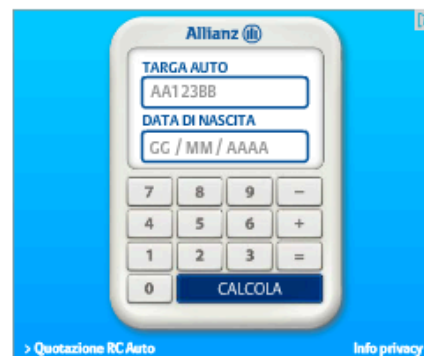 Allianz
TARGA AUTO
AA123BB
DATA DI NASCITA
GG / MM / AAAA
7 8 9 -
4 5 6 +
1 2 3 =
0 CALCOLA
> Quotazione RC Auto Info privacy